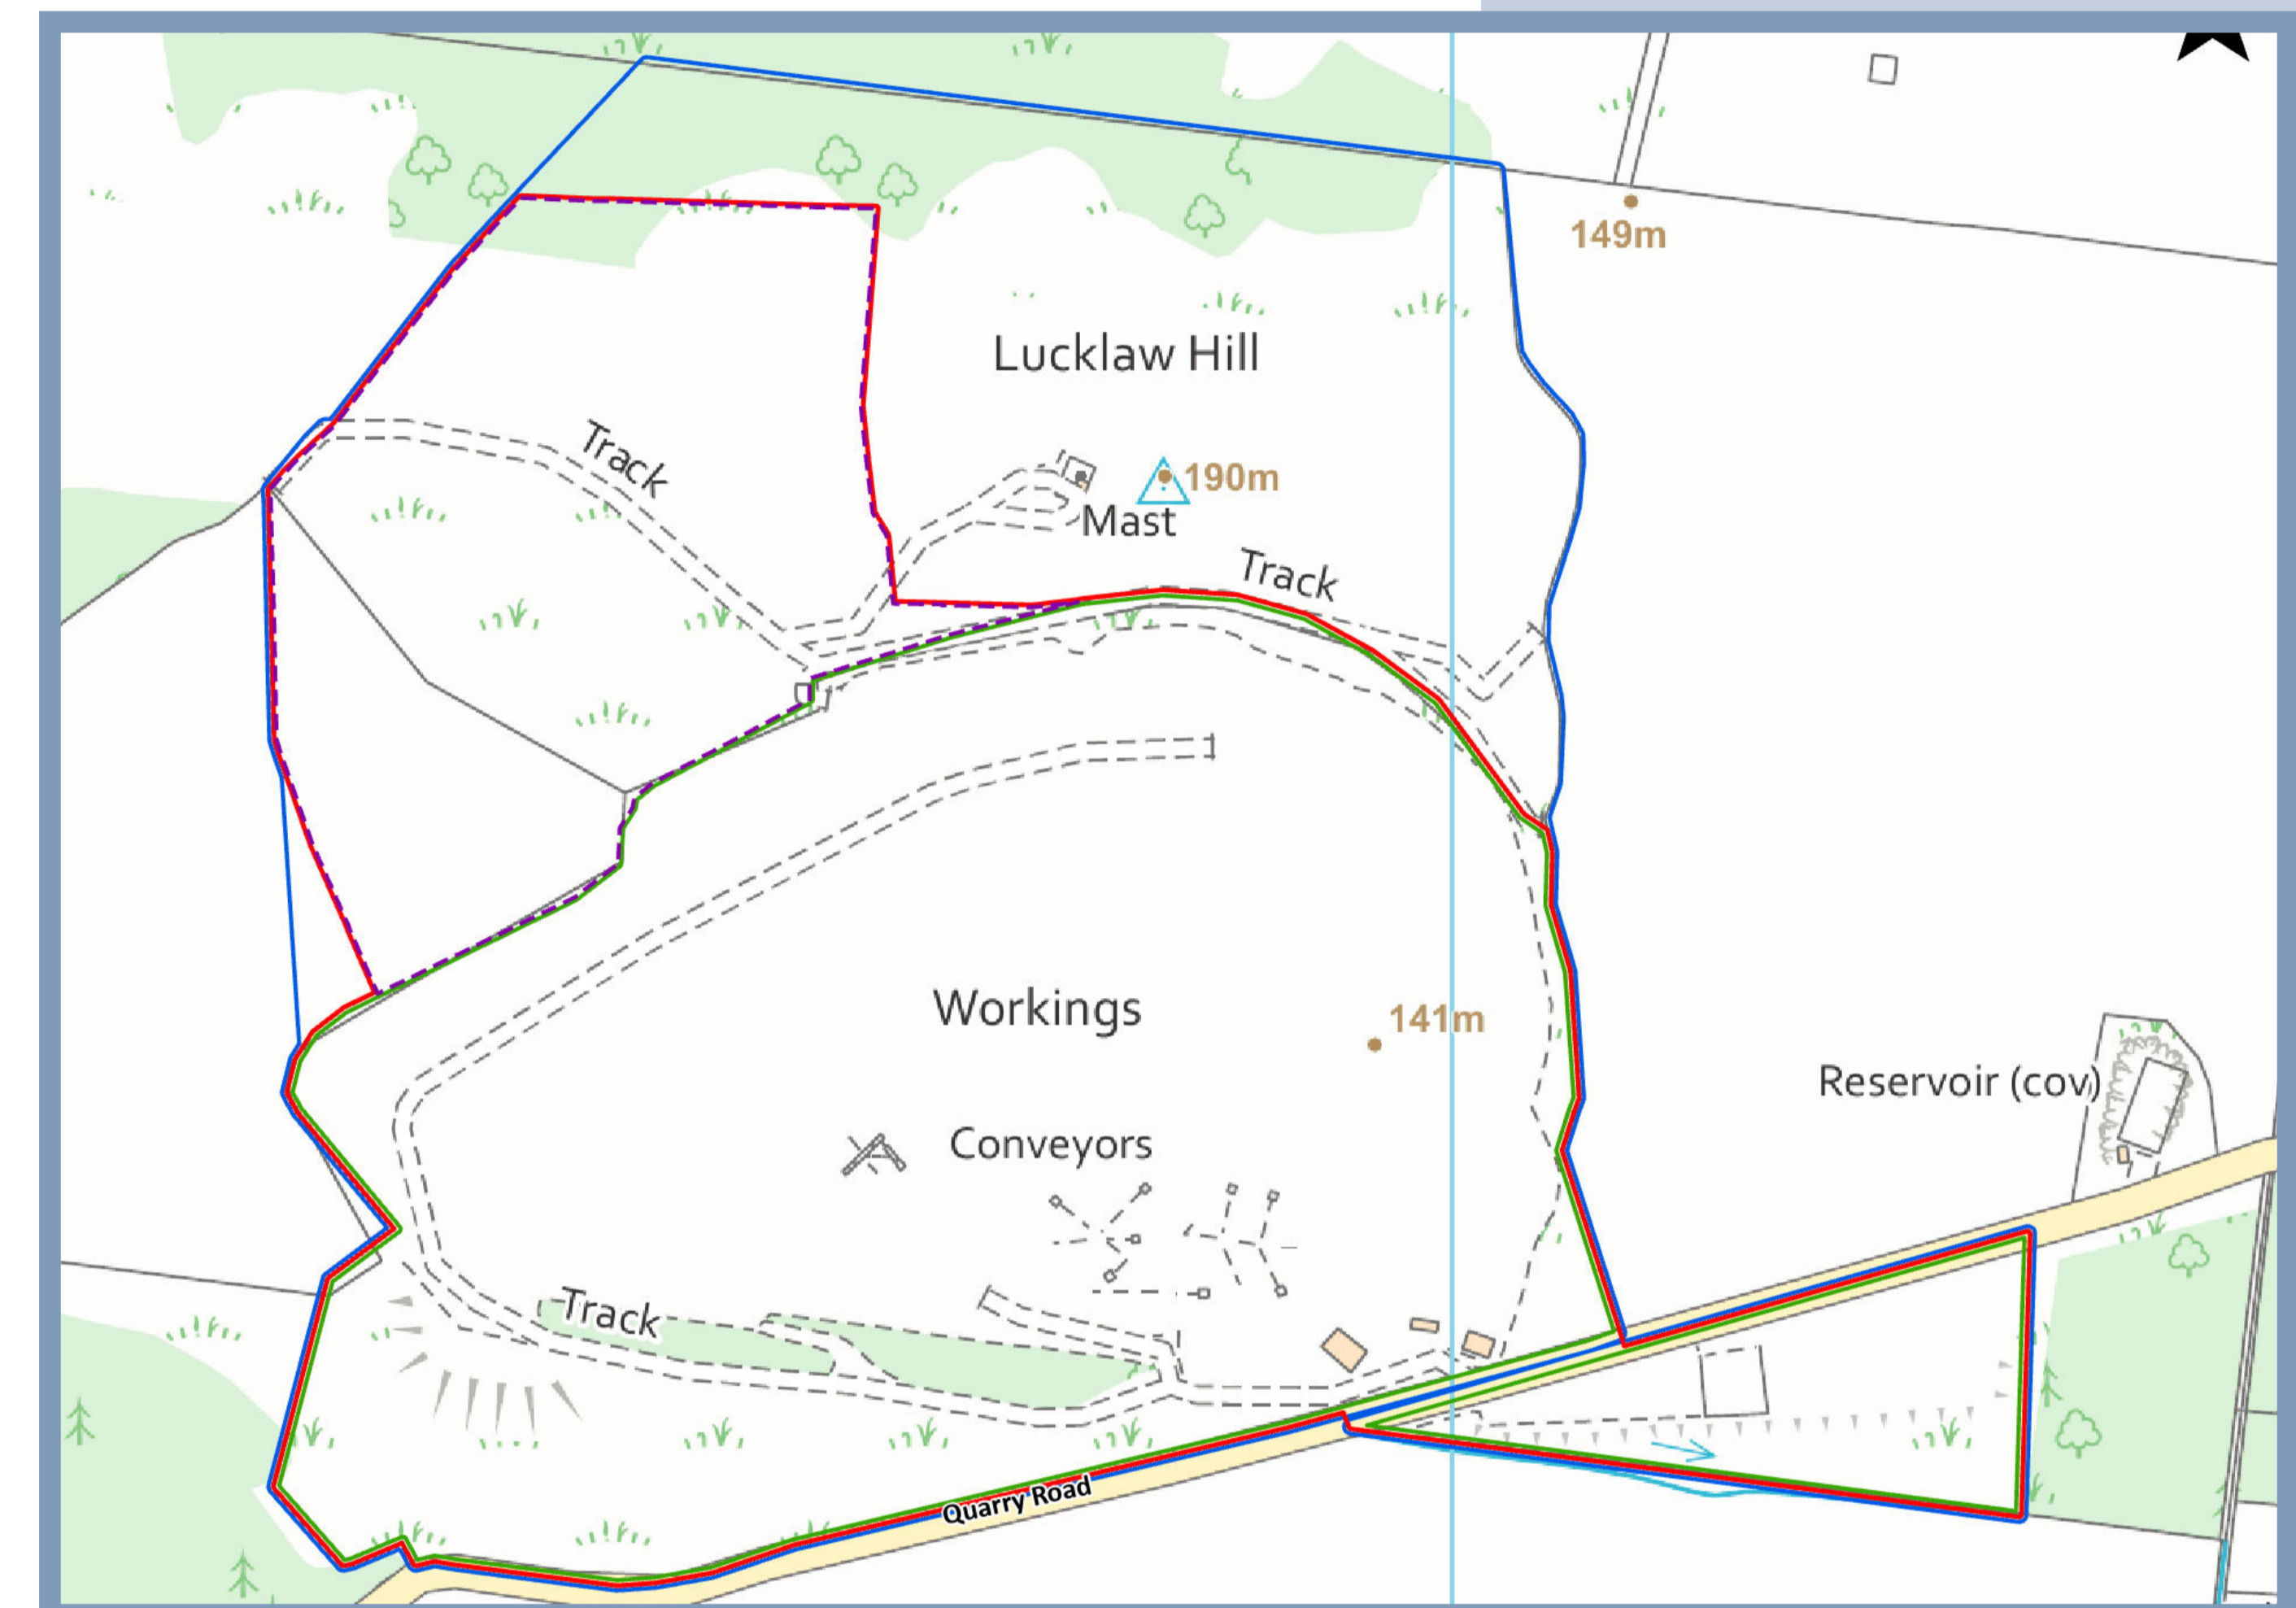 149m
Lucklaw Hill
Track
190m
Mast
Track
Workings
141m
Reservoir (cov)
Conveyors
Track
Quarry Road